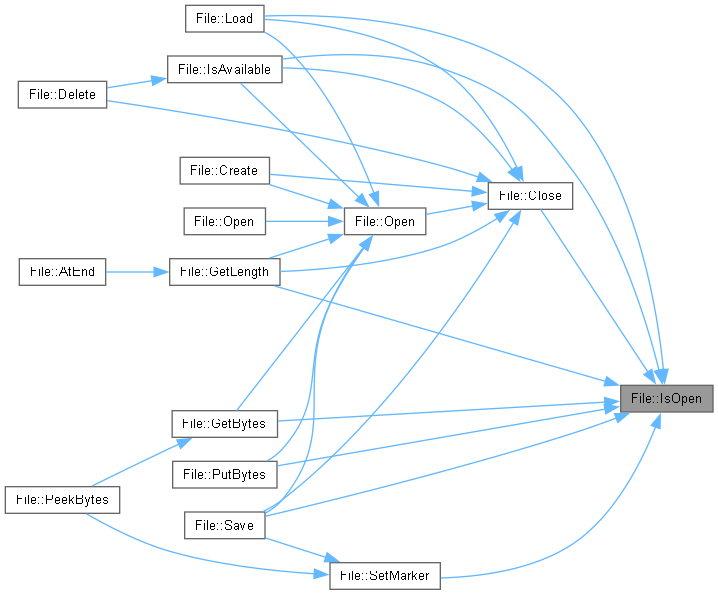 File::Load
File::IsAvailable
File::Delete
File::Create
File::Close
File::Open
File::Open
File::AtEnd
File::GetLength
File::IsOpen
File::GetBytes
File::PutBytes
File::PeekBytes
File::Save
File::SetMarker